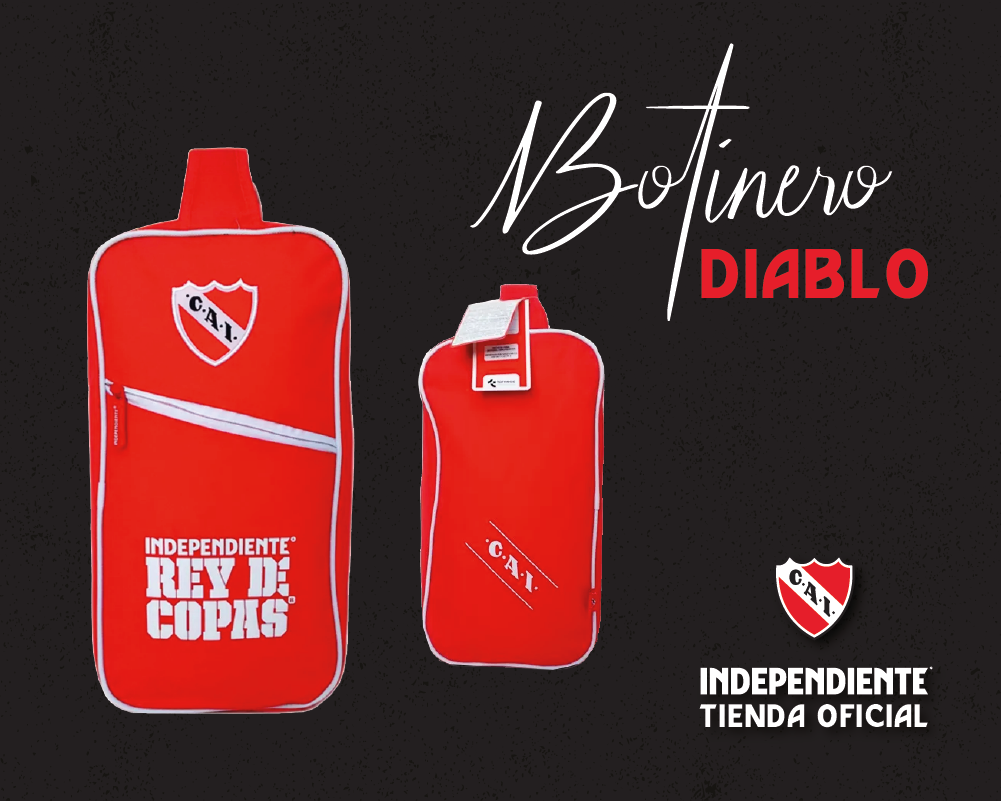 Botinero
DIABLO
·C·A·I·
INDEPENDIENTE
REY DE
COPAS
·C·A·I·
·C·A·I·
INDEPENDIENTE
TIENDA OFICIAL